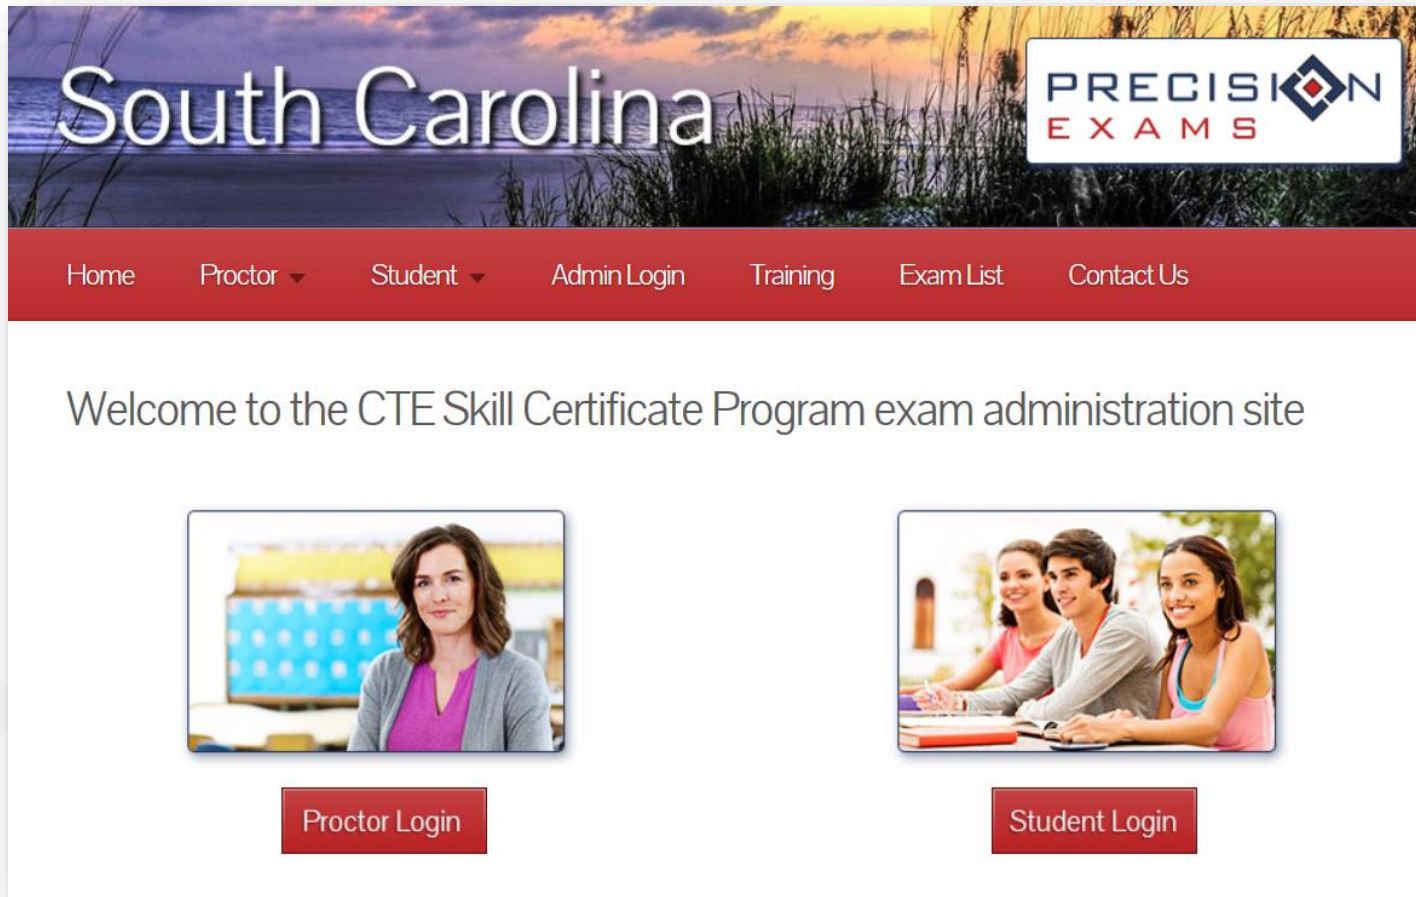 South Carolina
PRECISION
EXAMS
Home Proctor Student Admin Login Training Exam List Contact Us
Welcome to the CTE Skill Certificate Program exam administration site
Proctor Login Student Login